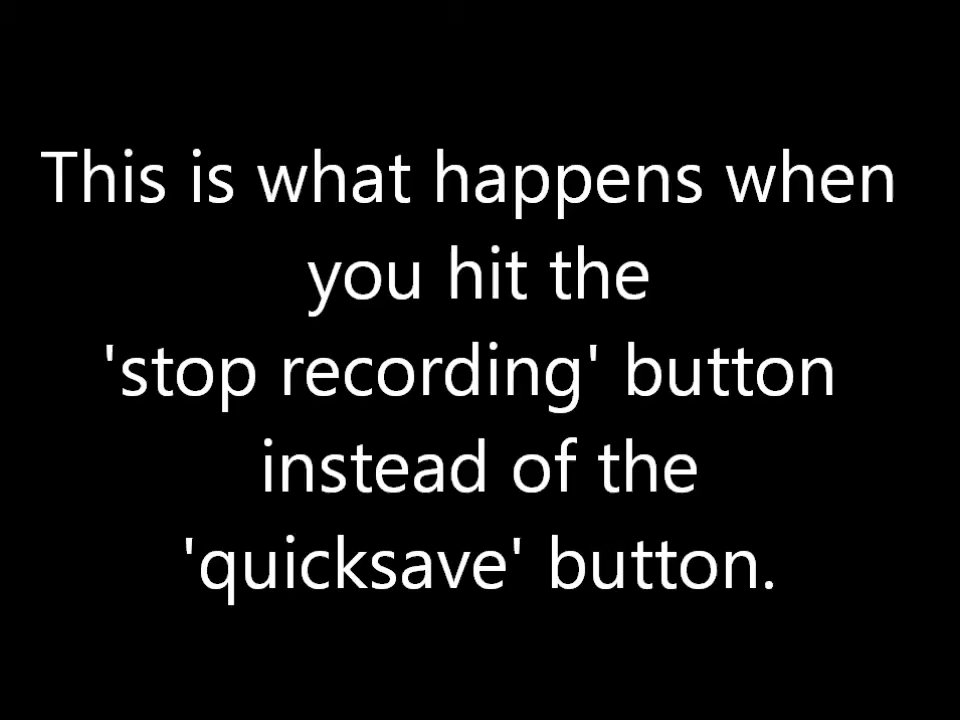 This is what happens when
you hit the
'stop recording' button
instead of the
'quicksave' button.